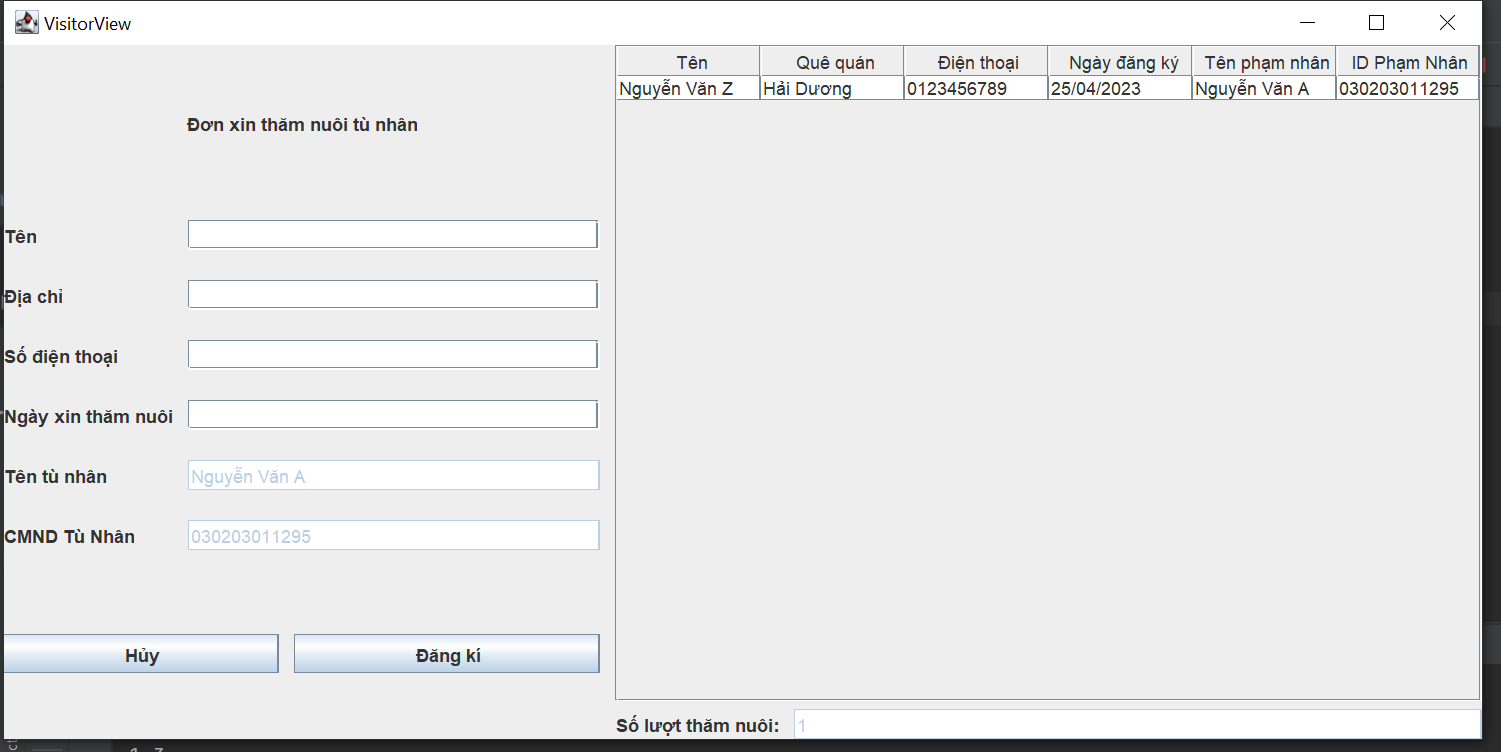 VisitorView
Đơn xin thăm nuôi tù nhân
Tên
Địa chỉ
Số điện thoại
Ngày xin thăm nuôi
Tên tù nhân Nguyễn Văn A
CMND Tù Nhân 030203011295
Hủy Đăng kí
Tên Quê quán Điện thoại Ngày đăng ký Tên phạm nhân ID Phạm Nhân
Nguyễn Văn Z Hải Dương 0123456789 25/04/2023 Nguyễn Văn A 030203011295
Số lượt thăm nuôi: 1